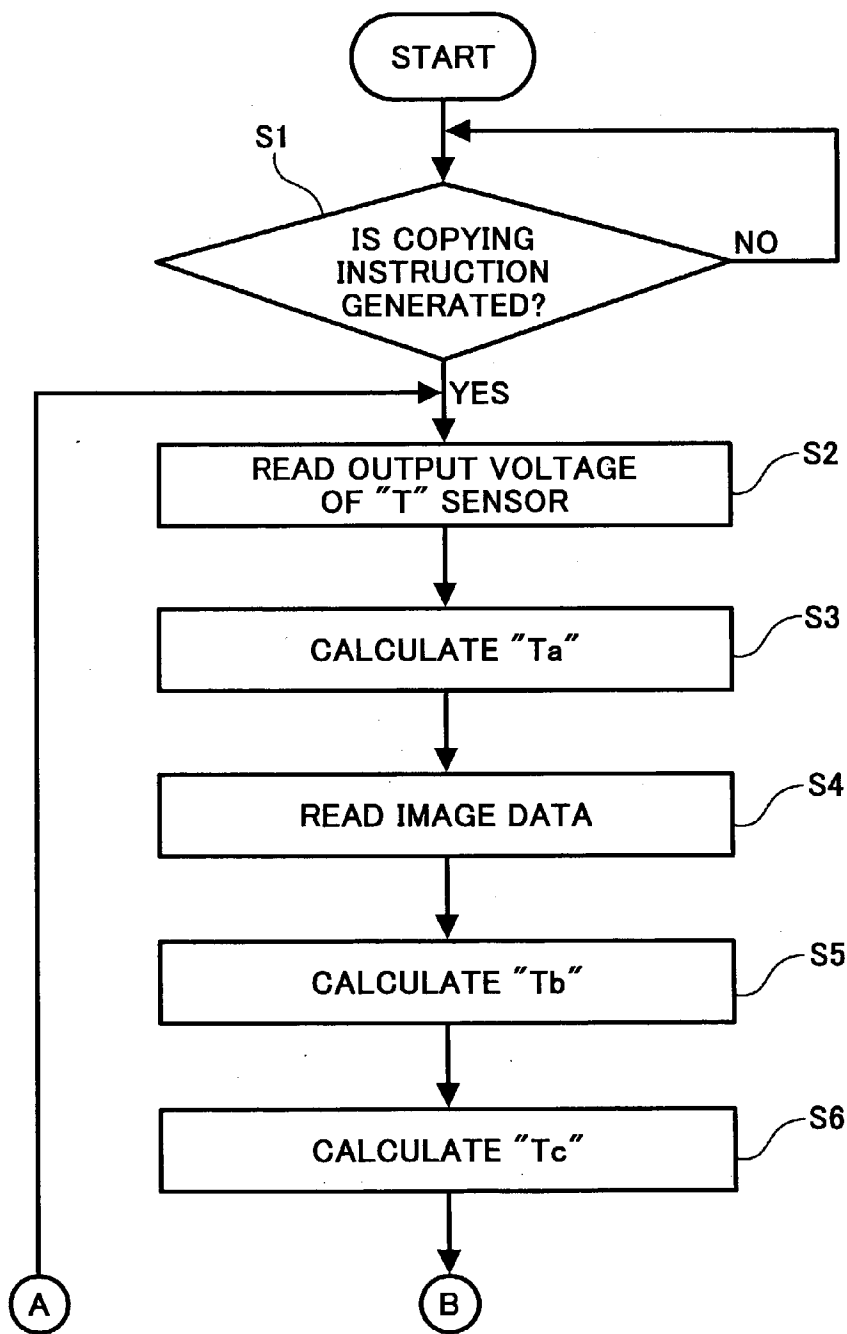 START
S1
IS COPYING
INSTRUCTION
GENERATED?
NO
YES
READ OUTPUT VOLTAGE
OF "T" SENSOR
S2
CALCULATE "Ta"
S3
READ IMAGE DATA
S4
CALCULATE "Tb"
S5
CALCULATE "Tc"
S6
A
B